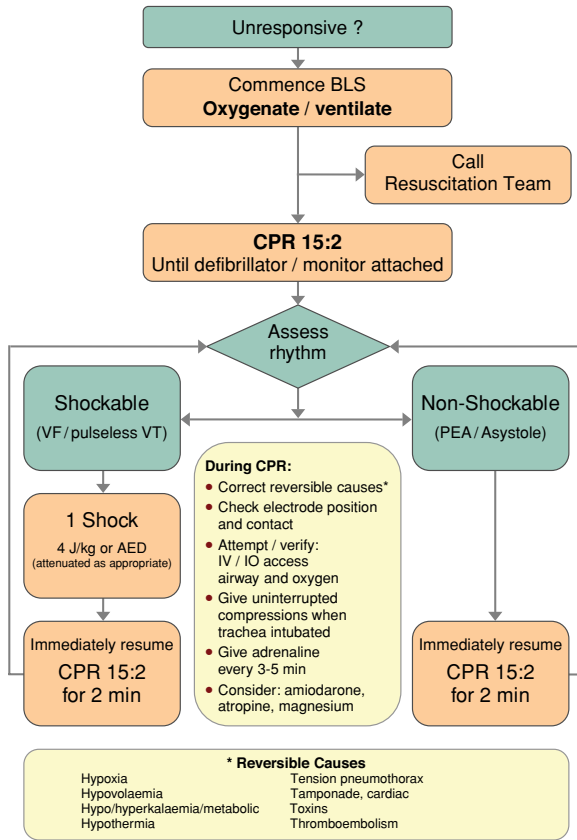 Unresponsive ?
Commence BLS
Oxygenate / ventilate
Call
Resuscitation Team
CPR 15:2
Until defibrillator / monitor attached
Assess
rhythm
Shockable
(VF / pulseless VT)
Non-Shockable
(PEA / Asystole)
1 Shock
4 J/kg or AED
(attenuated as appropriate)
Immediately resume
CPR 15:2
for 2 min
During CPR:
• Correct reversible causes*
• Check electrode position
and contact
• Attempt / verify:
IV / IO access
airway and oxygen
• Give uninterrupted
compressions when
trachea intubated
• Give adrenaline
every 3-5 min
• Consider: amiodarone,
atropine, magnesium
Immediately resume
CPR 15:2
for 2 min
* Reversible Causes
Hypoxia Tension pneumothorax
Hypovolaemia Tamponade, cardiac
Hypo/hyperkalaemia/metabolic Toxins
Hypothermia Thromboembolism